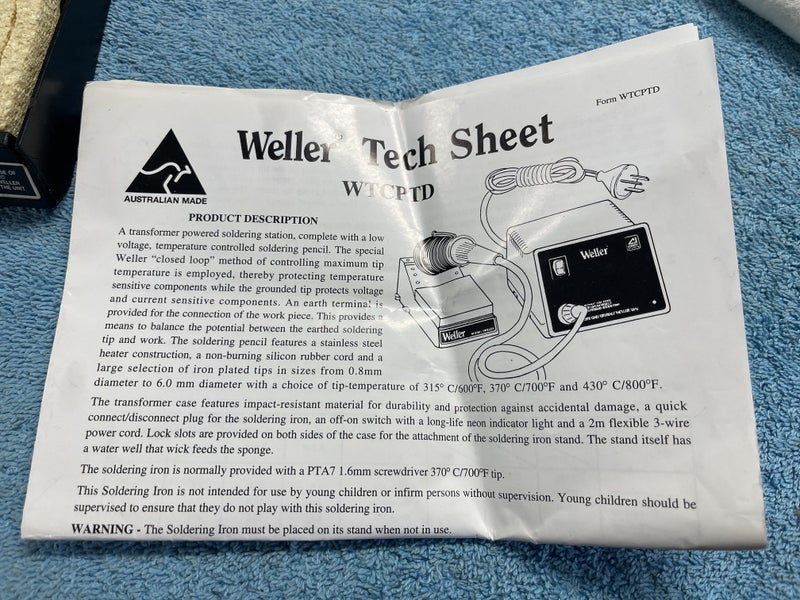 Form WTCPTD
Weller Tech Sheet
WTCPTD
AUSTRALIAN MADE
PRODUCT DESCRIPTION
A transformer powered soldering station, complete with a low
voltage, temperature controlled soldering pencil. The special
Weller “closed loop” method of controlling maximum tip
temperature is employed, thereby protecting temperature
sensitive components while the grounded tip protects voltage
and current sensitive components. An earth terminal is
provided for the connection of the work piece. This provides a
means to balance the potential between the earthed soldering
tip and work. The soldering pencil features a stainless steel
heater construction, a non-burning silicon rubber cord and a
large selection of iron plated tips in sizes from 0.8mm
diameter to 6.0 mm diameter with a choice of tip-temperature of 315° C/600°F, 370° C/700°F and 430° C/800°F.
Weller
Weller
The transformer case features impact-resistant material for durability and protection against accidental damage, a quick
connect/disconnect plug for the soldering iron, an off-on switch with a long-life neon indicator light and a 2m flexible 3-wire
power cord. Lock slots are provided on both sides of the case for the attachment of the soldering iron stand. The stand itself has
a water well that wick feeds the sponge.
The soldering iron is normally provided with a PTA7 1.6mm screwdriver 370° C/700°F tip.
This Soldering Iron is not intended for use by young children or infirm persons without supervision. Young children should be
supervised to ensure that they do not play with this soldering iron.
WARNING - The Soldering Iron must be placed on its stand when not in use.
OF
THE UNIT.